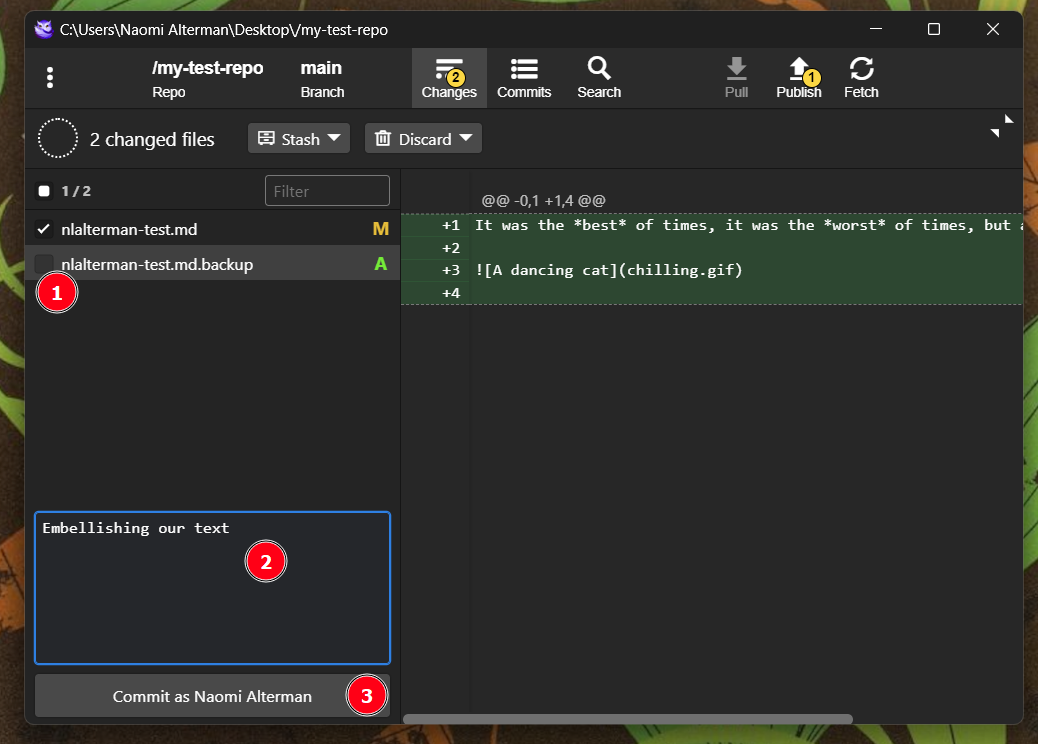 C:\Users\Naomi Alterman\Desktop\/my-test-repo
/my-test-repo
Repo
main
Branch
2
Changes
Commits
Search
Pull
1
Publish
Fetch
2 changed files
Stash
Discard
1 / 2
Filter
nlalterman-test.md M
nlalterman-test.md.backup A
1
@@ -0,1 +1,4 @@
+1 It was the *best* of times, it was the *worst* of times, but
+2
+3 ![A dancing cat](chilling.gif)
+4
Embellishing our text
2
Commit as Naomi Alterman
3